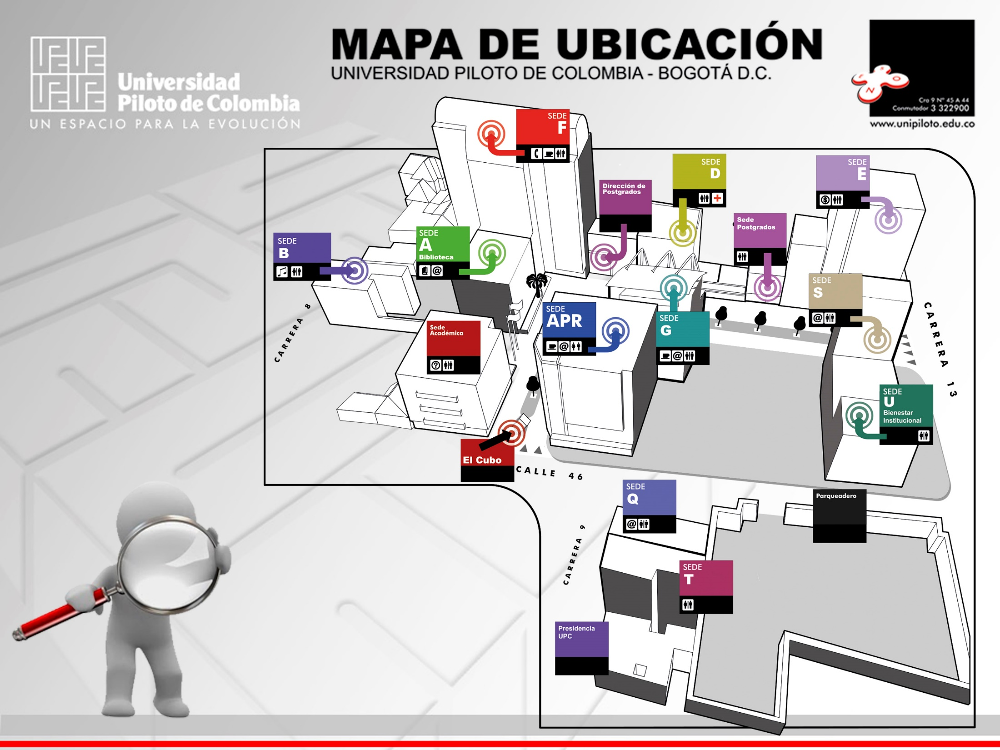 MAPA DE UBICACIÓN
UNIVERSIDAD PILOTO DE COLOMBIA - BOGOTÁ D.C.
Universidad
Piloto de Colombia
UN ESPACIO PARA LA EVOLUCIÓN
Cra 9 Nº 45 A 44
Conmutador 3 322900
www.unipiloto.edu.co
SEDE
F
Dirección de
Postgrados
SEDE
D
SEDE
E
Sede
Postgrados
SEDE
B
SEDE
A
Biblioteca
@
SEDE
S
@
SEDE
APR
@
SEDE
G
@
Sede
Académica
?
CARRERA 8
CARRERA 13
SEDE
U
Bienestar
Institucional
El Cubo
CALLE 46
SEDE
Q
@
Parqueadero
CARRERA 9
SEDE
T
Presidencia
UPC